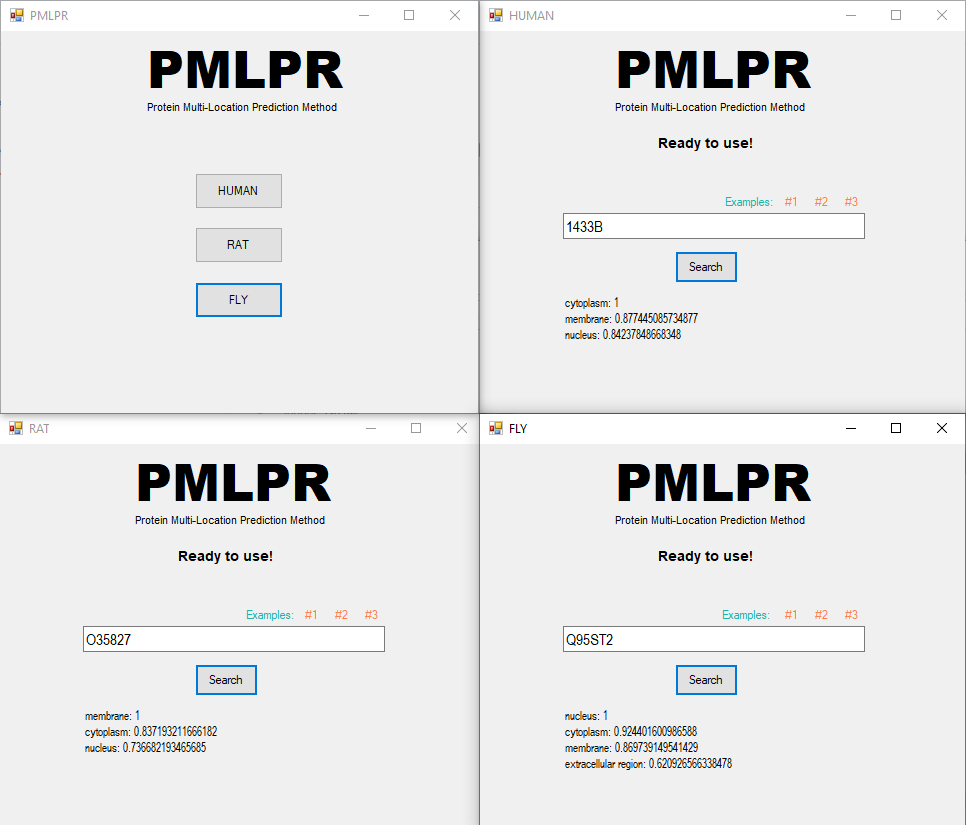 PMLPR
PMLPR
Protein Multi-Location Prediction Method
HUMAN
RAT
FLY
HUMAN
PMLPR
Protein Multi-Location Prediction Method
Ready to use!
Examples: #1 #2 #3
1433B
Search
cytoplasm: 1
membrane: 0.877445085734877
nucleus: 0.84237848668348
RAT
PMLPR
Protein Multi-Location Prediction Method
Ready to use!
Examples: #1 #2 #3
O35827
Search
membrane: 1
cytoplasm: 0.837193211666182
nucleus: 0.736682193465685
FLY
PMLPR
Protein Multi-Location Prediction Method
Ready to use!
Examples: #1 #2 #3
Q95ST2
Search
nucleus: 1
cytoplasm: 0.924401600986588
membrane: 0.869739149541429
extracellular region: 0.620926566338478